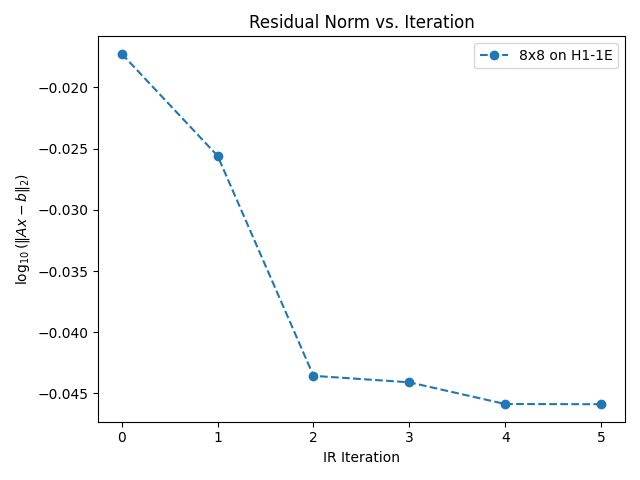 Residual Norm vs. Iteration
8x8 on H1-1E
log₁₀(‖Ax − b‖₂)
−0.020
−0.025
−0.030
−0.035
−0.040
−0.045
0 1 2 3 4 5
IR Iteration